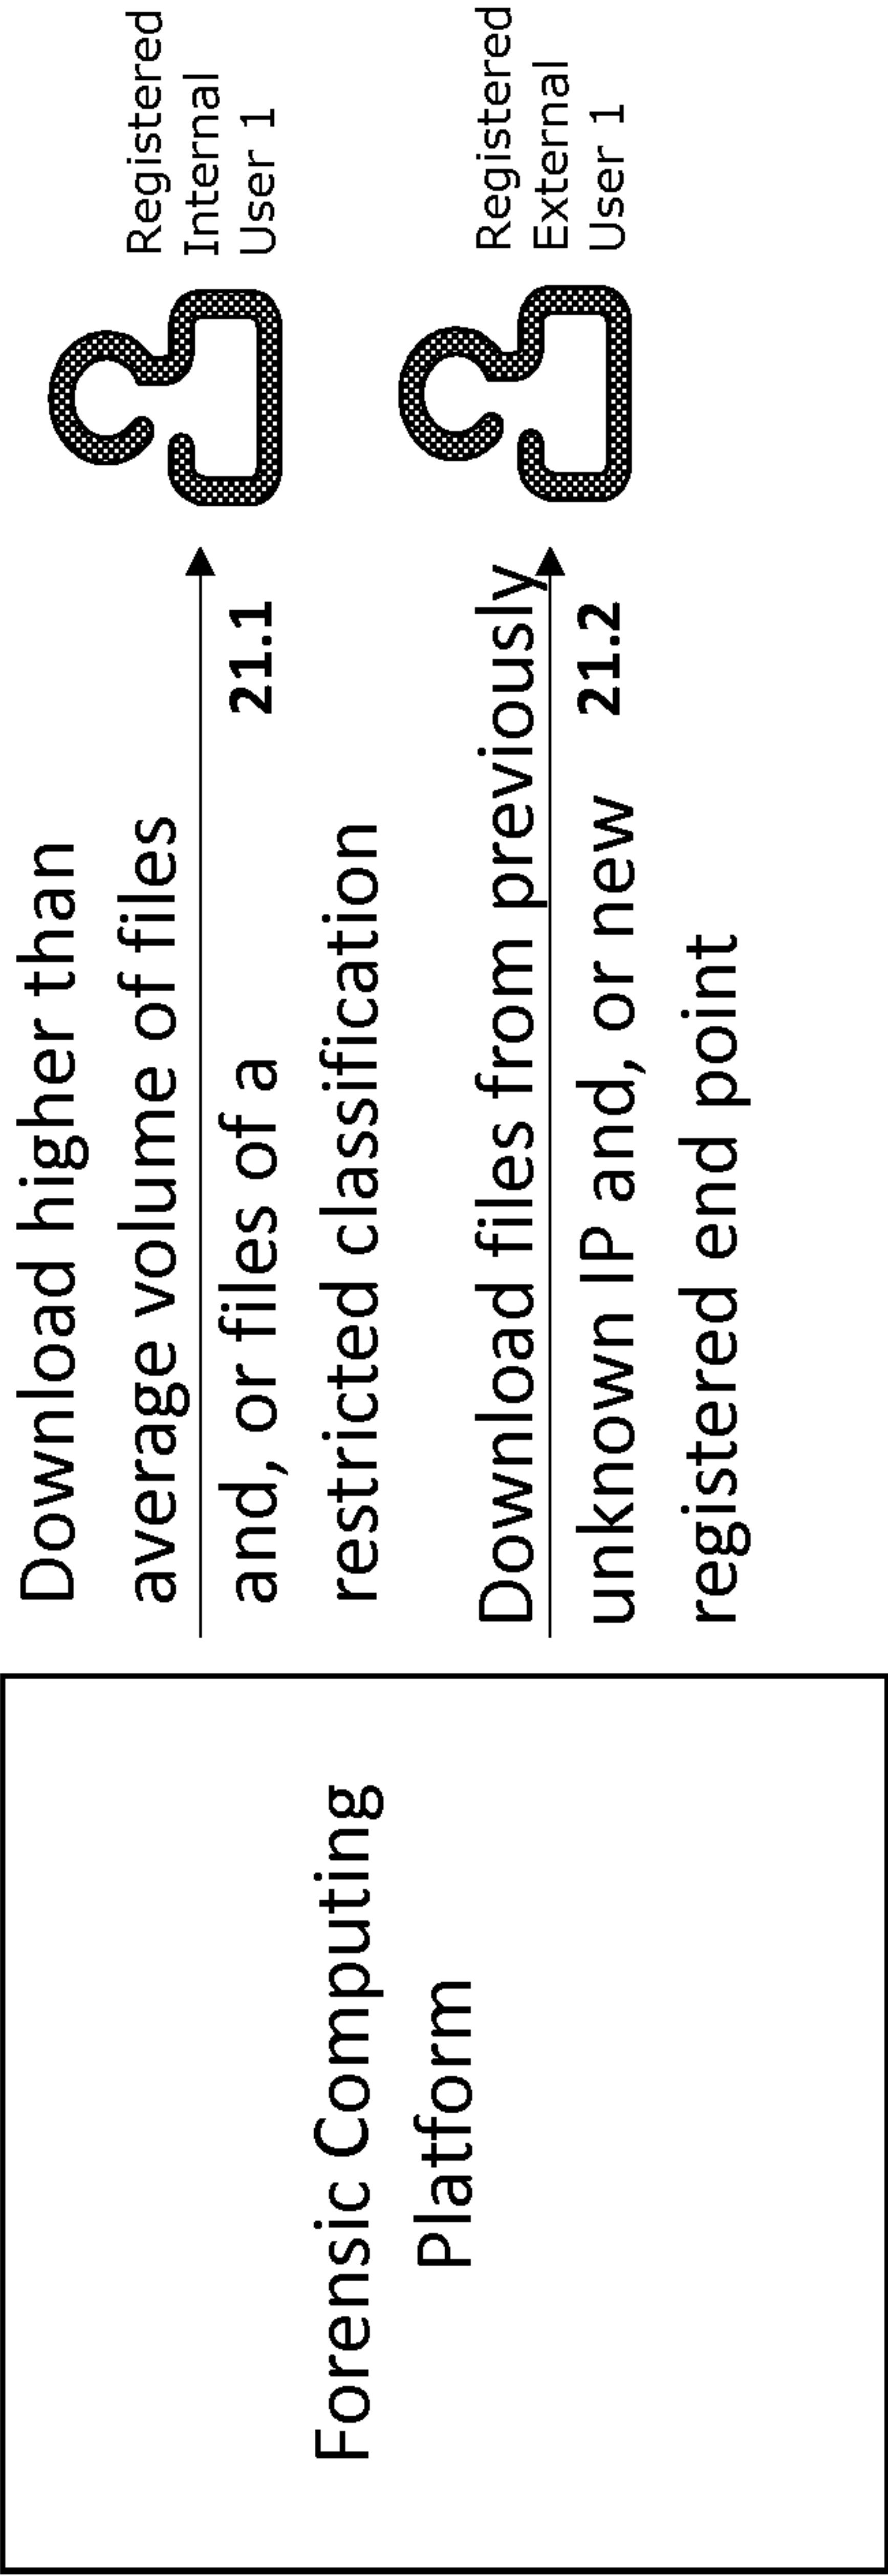 Forensic Computing
Platform
Download higher than
average volume of files
and, or files of a
restricted classification
21.1
Registered
Internal
User 1
Download files from previously
unknown IP and, or new
registered end point
21.2
Registered
External
User 1